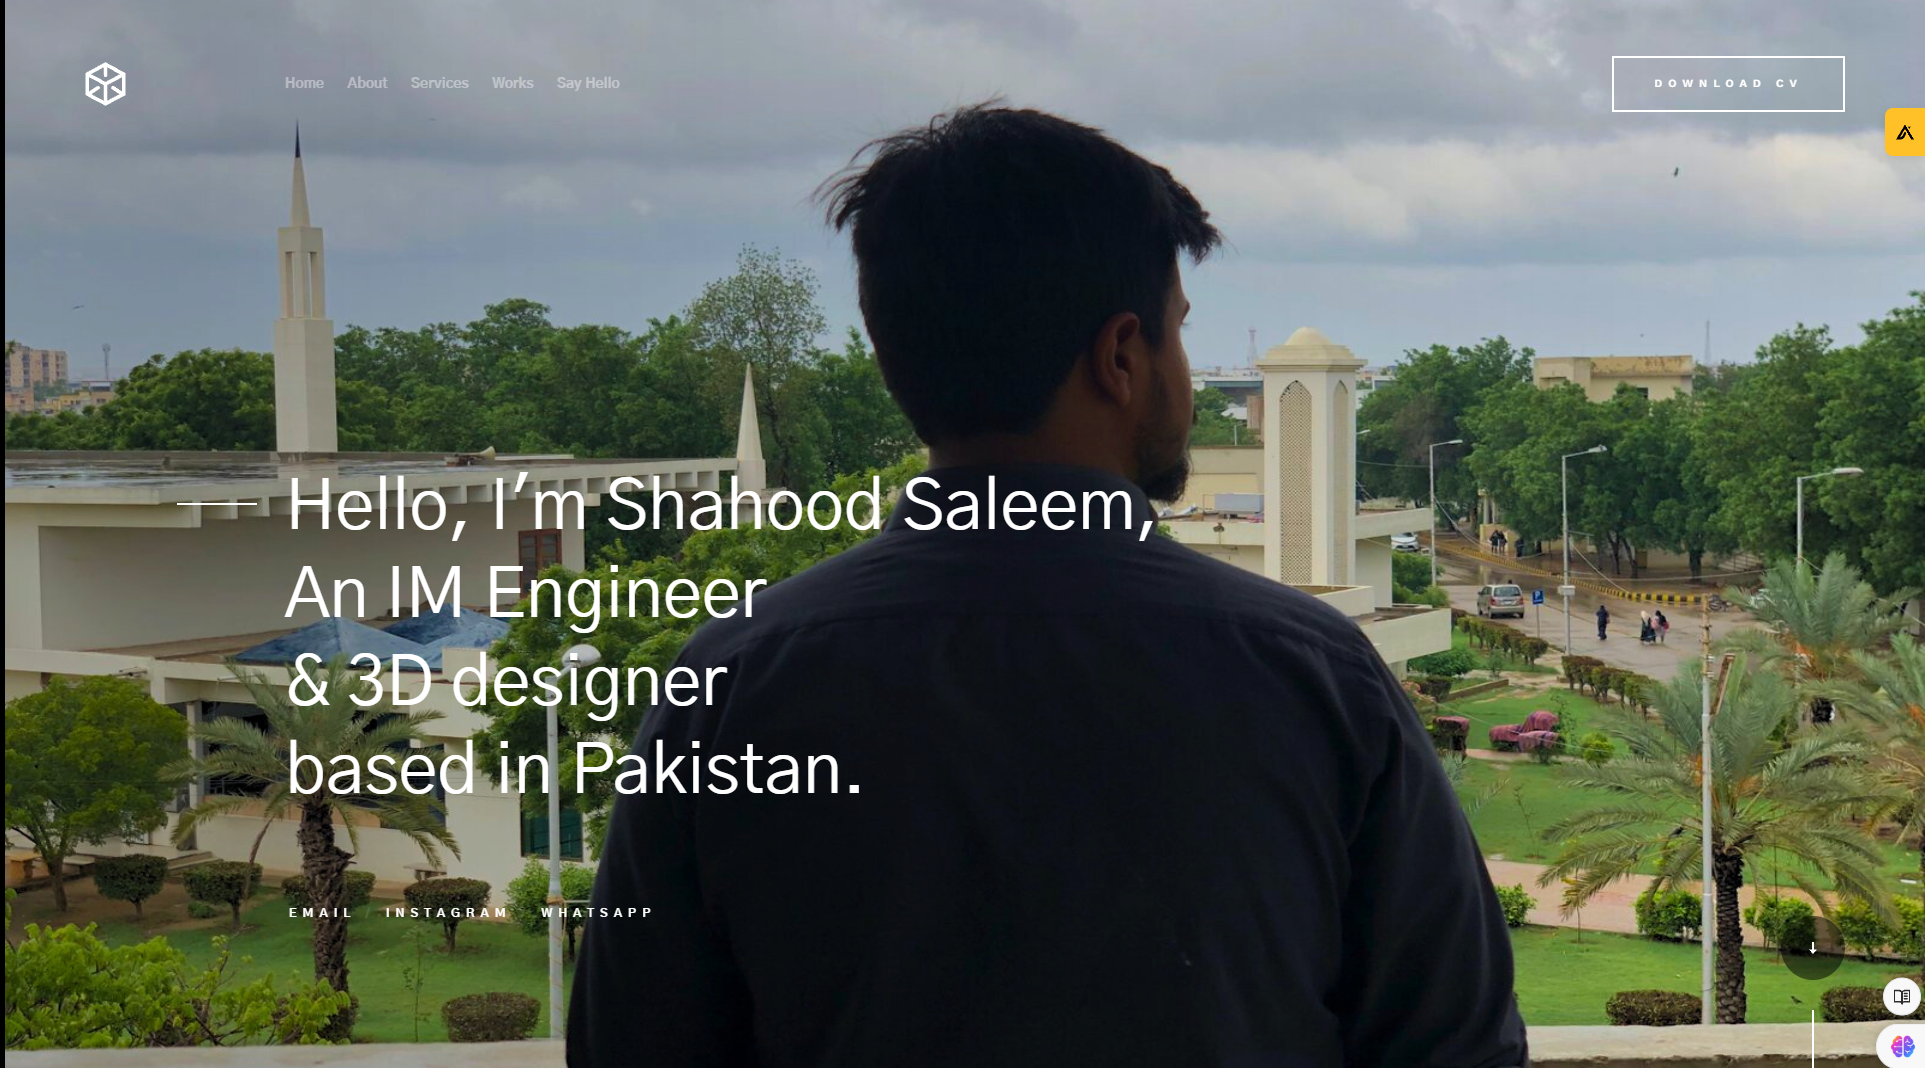 Home About Services Works Say Hello
DOWNLOAD CV
Hello, I'm Shahood Saleem,
An IM Engineer
& 3D designer
based in Pakistan.
EMAIL INSTAGRAM WHATSAPP